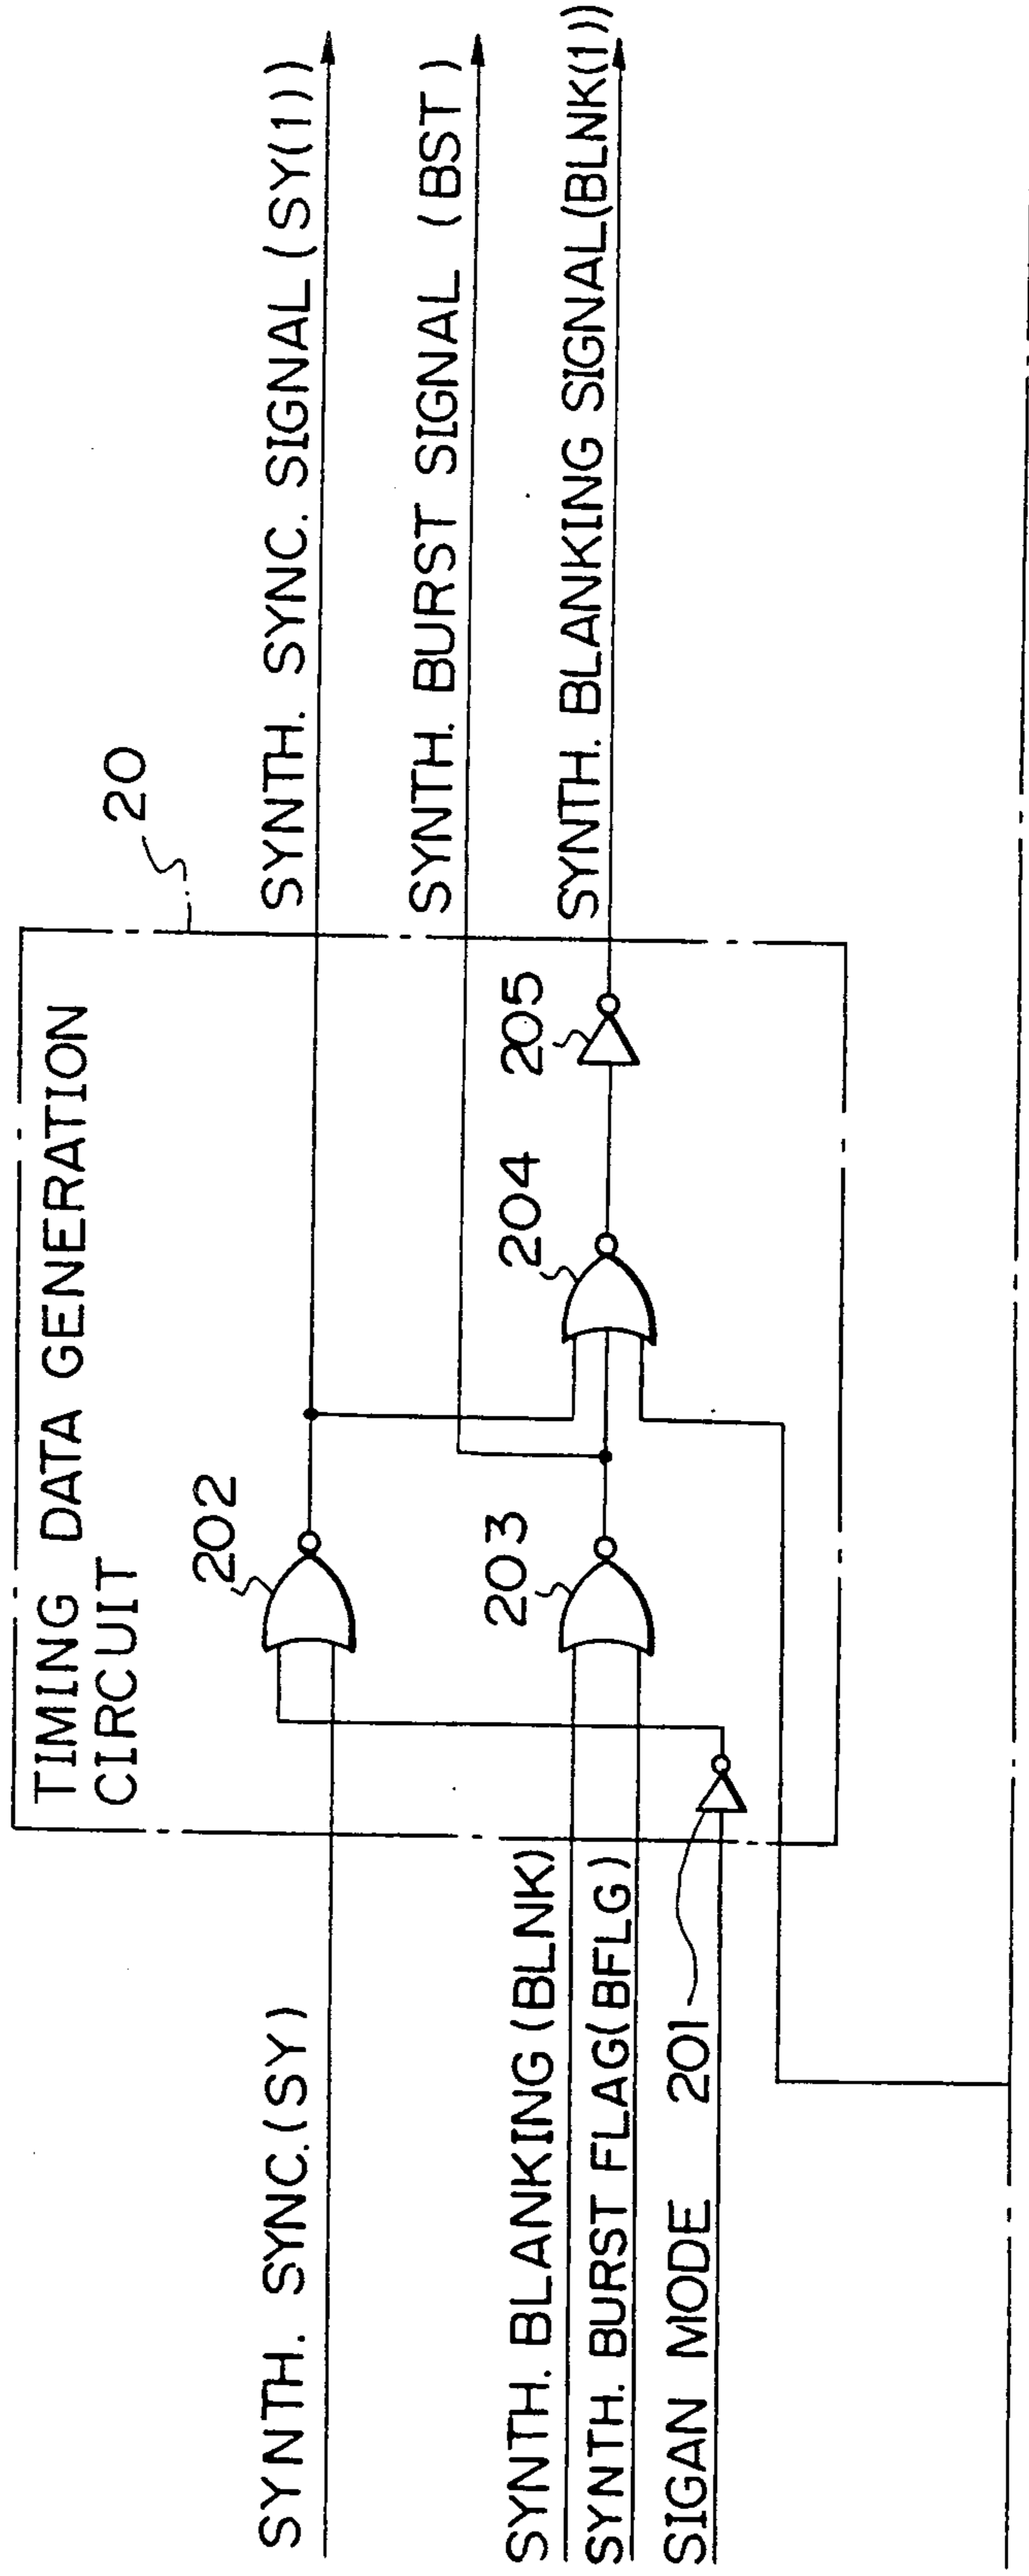 TIMING DATA GENERATION
CIRCUIT
20
SYNTH. SYNC.(SY)
202
SYNTH. SYNC. SIGNAL (SY(1))
SYNTH. BURST SIGNAL (BST)
SYNTH. BLANKING (BLNK)
203
204
205
SYNTH. BLANKING SIGNAL(BLNK(1))
SYNTH. BURST FLAG(BFLG)
SIGAN MODE
201